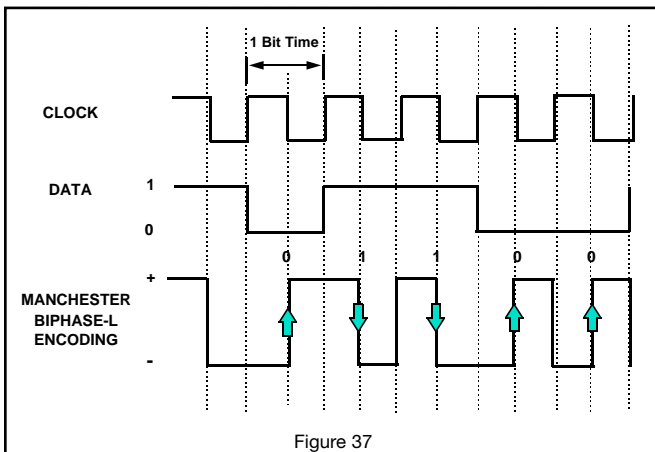 1 Bit Time
CLOCK
DATA
1
0
0 1 1 0 0
MANCHESTER
BIPHASE-L
ENCODING
+
-
Figure 37